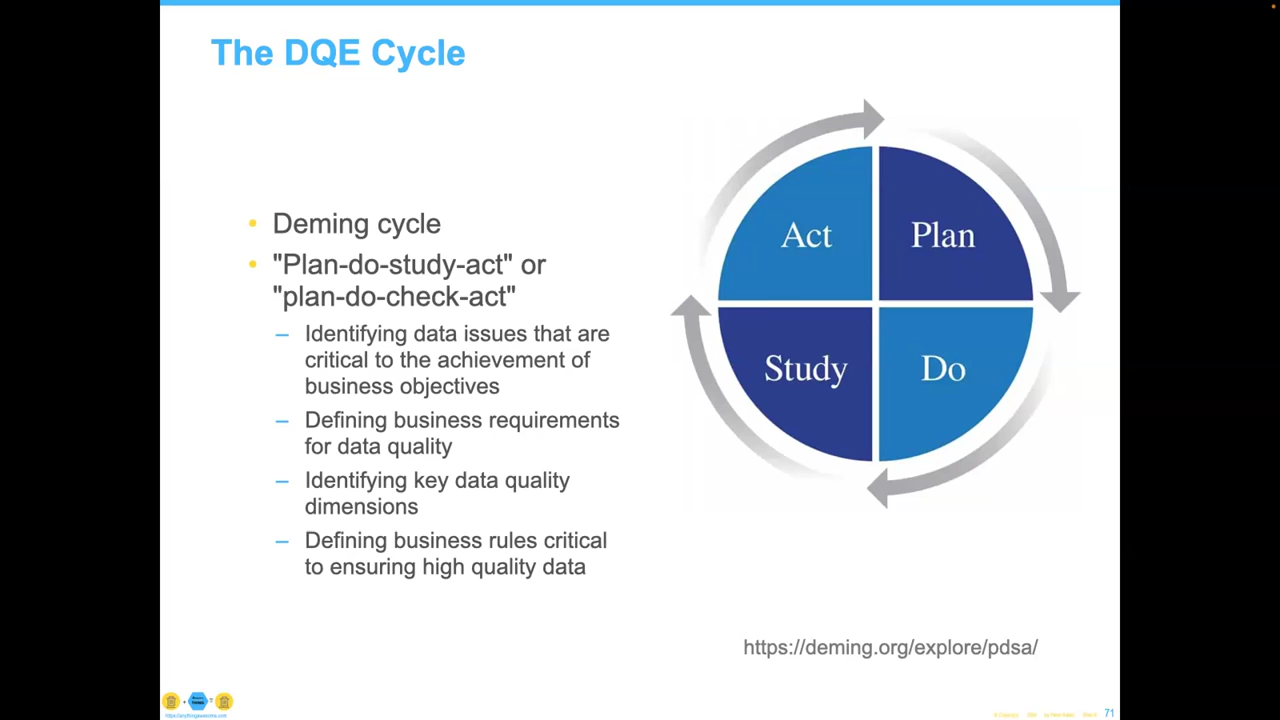 The DQE Cycle
• Deming cycle
• "Plan-do-study-act" or
"plan-do-check-act"
– Identifying data issues that are
critical to the achievement of
business objectives
– Defining business requirements
for data quality
– Identifying key data quality
dimensions
– Defining business rules critical
to ensuring high quality data
Act
Plan
Study
Do
https://deming.org/explore/pdsa/
71